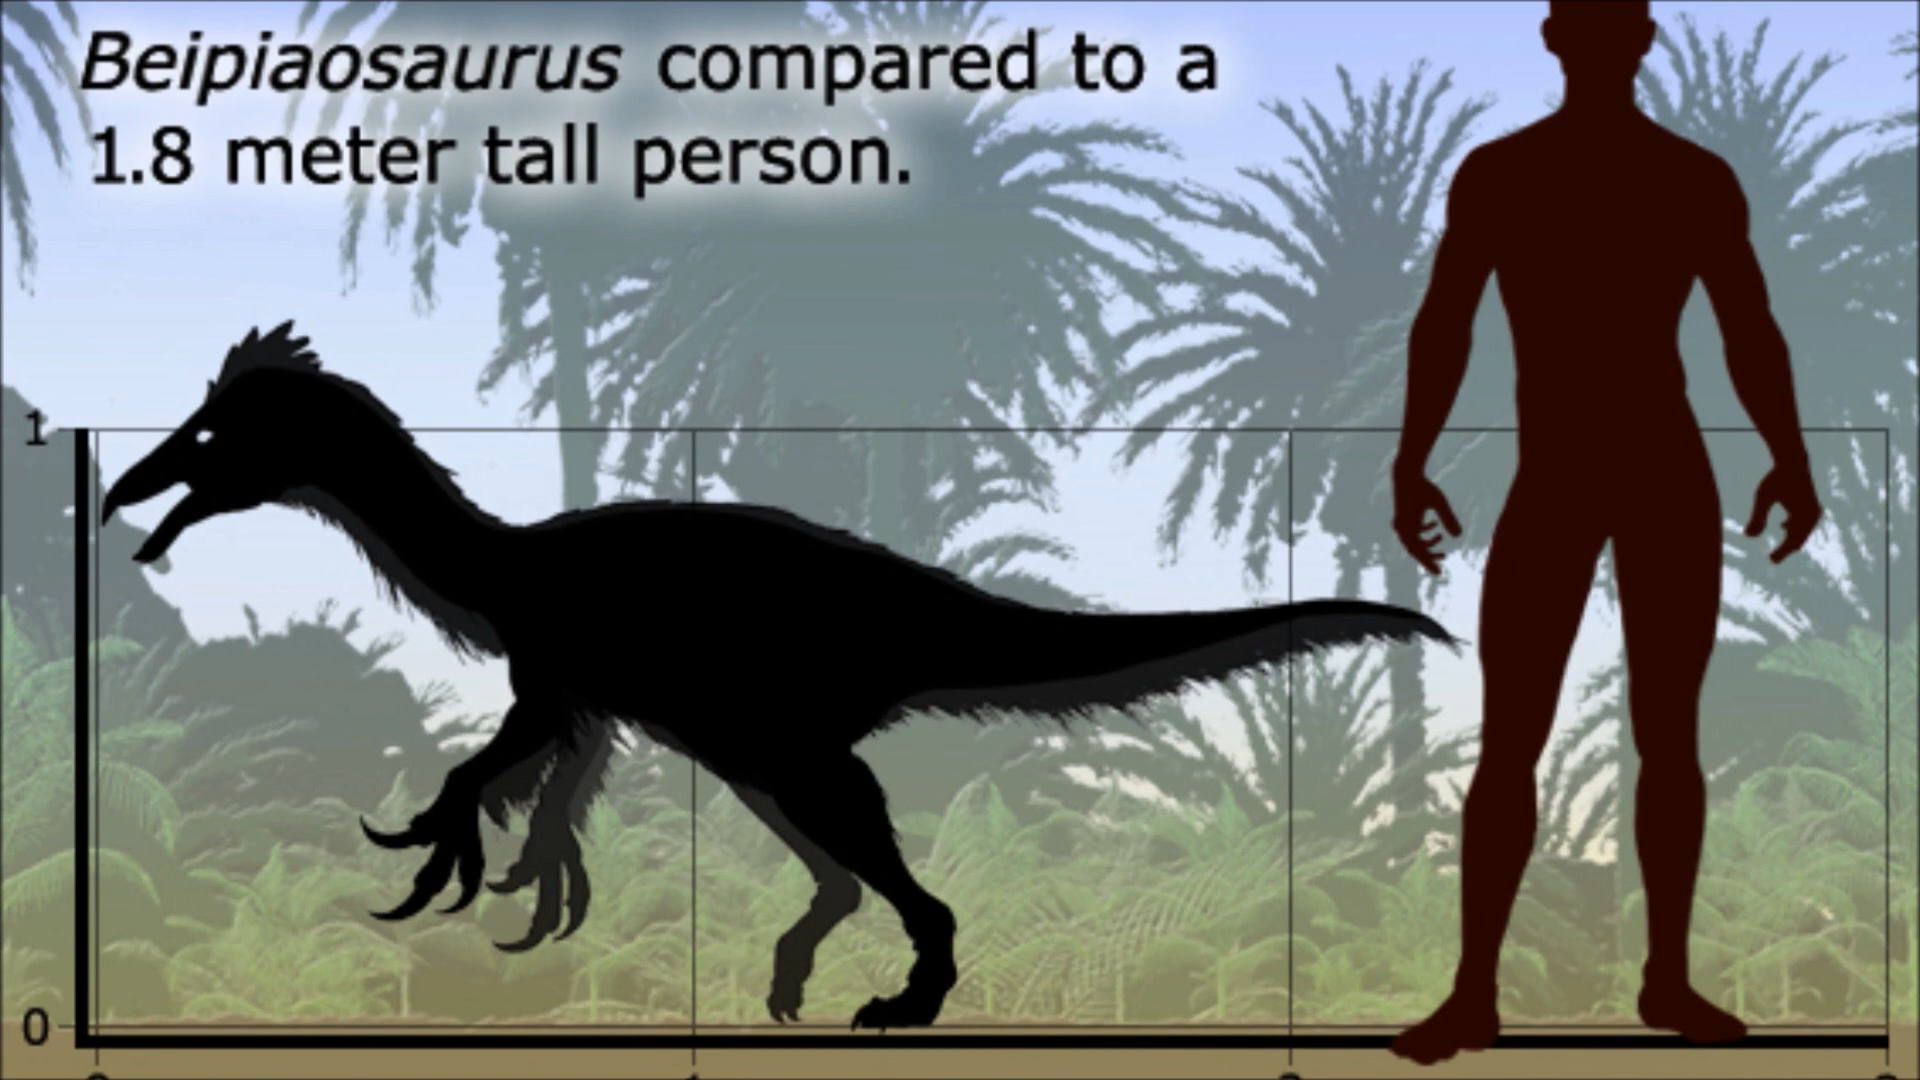 Beipiaosaurus compared to a
1.8 meter tall person.
1
0